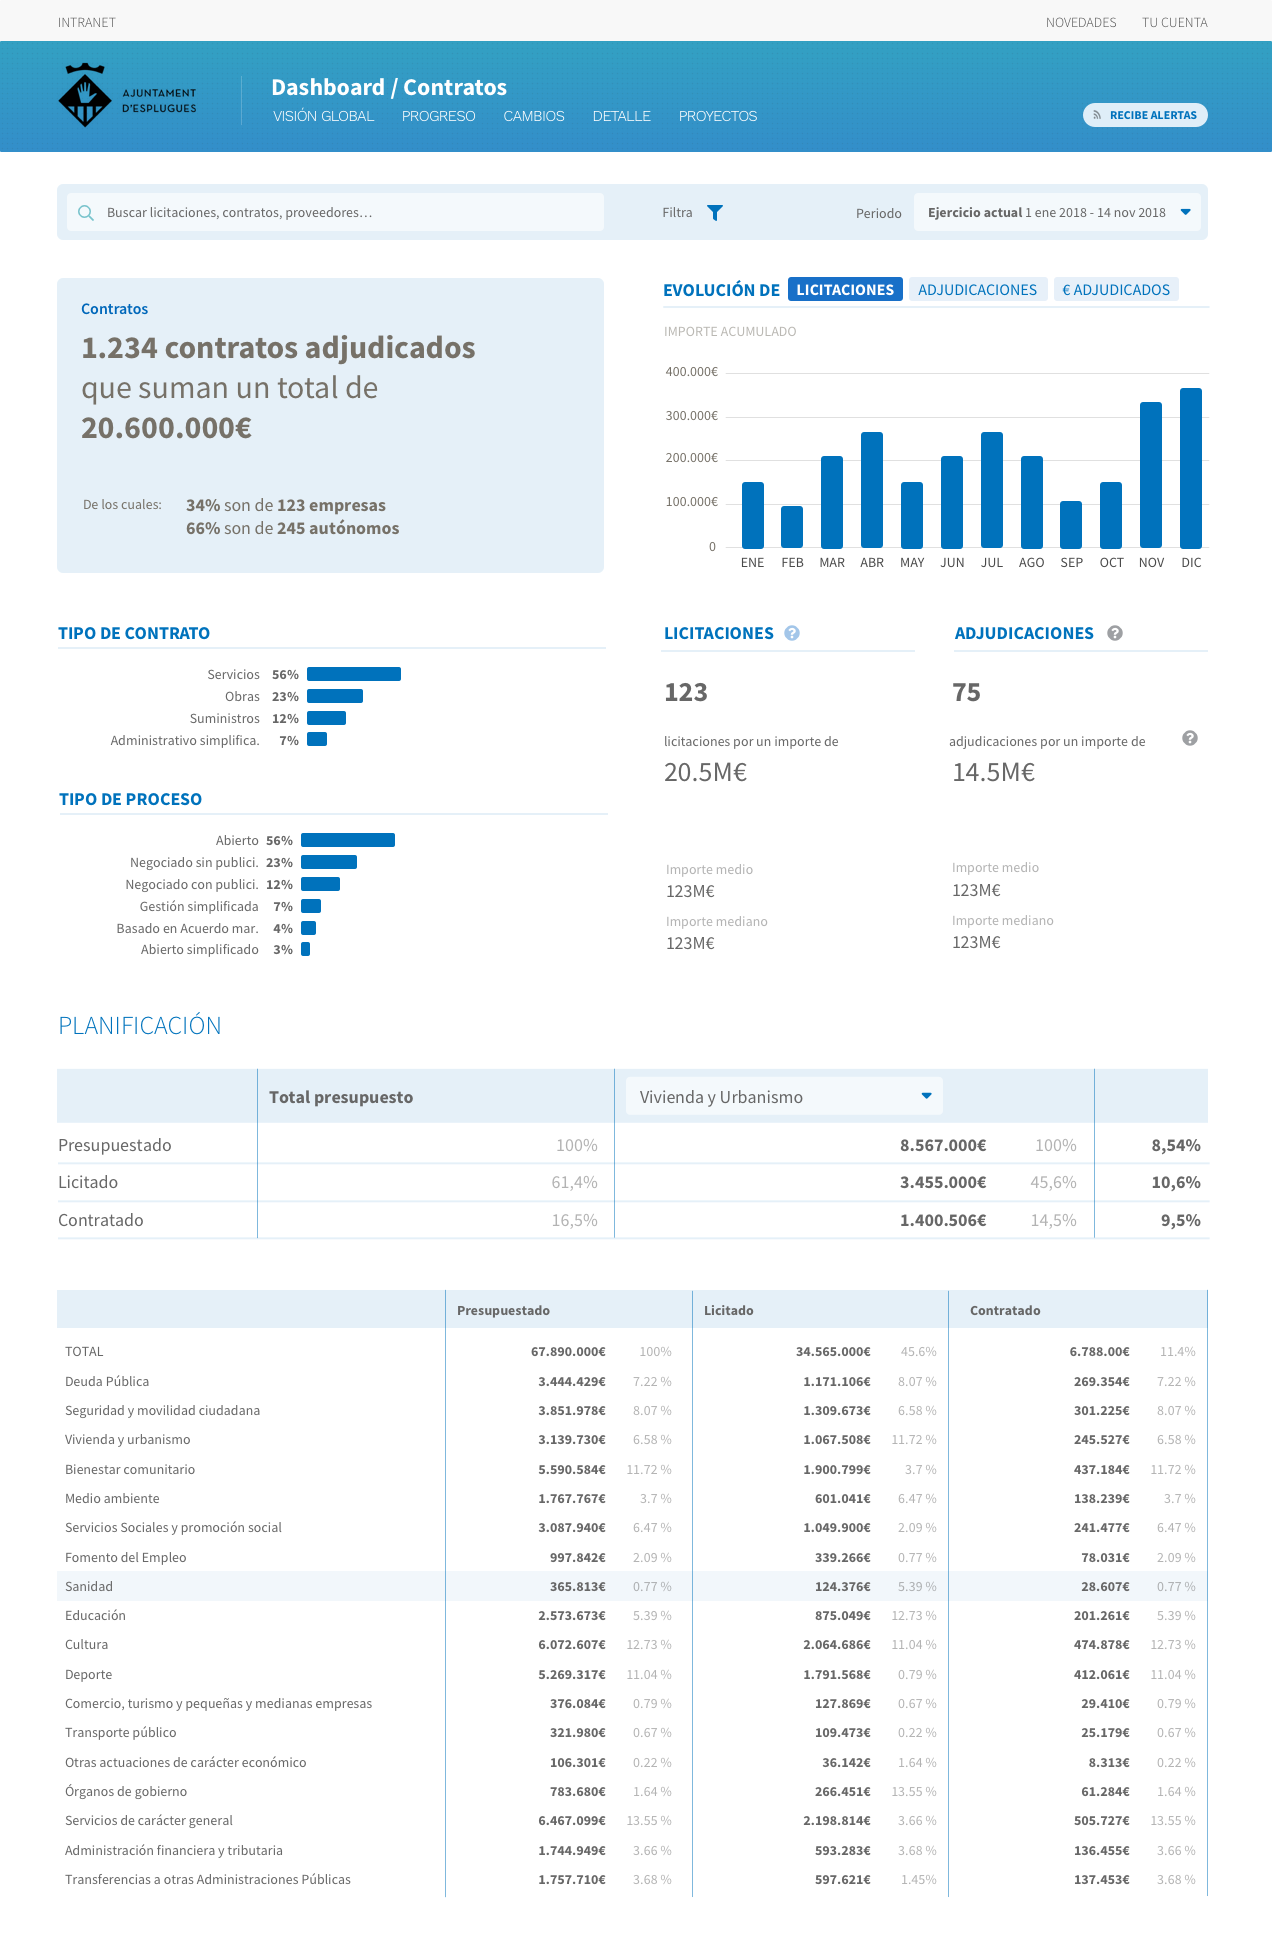 INTRANET
NOVEDADES TU CUENTA
AJUNTAMENT
D'ESPLUGUES
Dashboard / Contratos
VISIÓN GLOBAL PROGRESO CAMBIOS DETALLE PROYECTOS
RECIBE ALERTAS
Buscar licitaciones, contratos, proveedores...
Filtra
Periodo
Ejercicio actual 1 ene 2018 - 14 nov 2018
Contratos
1.234 contratos adjudicados
que suman un total de
20.600.000€
De los cuales:
34% son de 123 empresas
66% son de 245 autónomos
EVOLUCIÓN DE LICITACIONES ADJUDICACIONES € ADJUDICADOS
IMPORTE ACUMULADO
400.000€
300.000€
200.000€
100.000€
0
ENE FEB MAR ABR MAY JUN JUL AGO SEP OCT NOV DIC
TIPO DE CONTRATO
Servicios 56%
Obras 23%
Suministros 12%
Administrativo simplifica. 7%
TIPO DE PROCESO
Abierto 56%
Negociado sin publici. 23%
Negociado con publici. 12%
Gestión simplificada 7%
Basado en Acuerdo mar. 4%
Abierto simplificado 3%
LICITACIONES ?
123
licitaciones por un importe de
20.5M€
Importe medio
123M€
Importe mediano
123M€
ADJUDICACIONES ?
75
adjudicaciones por un importe de ?
14.5M€
Importe medio
123M€
Importe mediano
123M€
PLANIFICACIÓN
Total presupuesto Vivienda y Urbanismo
Presupuestado 100% 8.567.000€ 100% 8,54%
Licitado 61,4% 3.455.000€ 45,6% 10,6%
Contratado 16,5% 1.400.506€ 14,5% 9,5%
Presupuestado Licitado Contratado
TOTAL 67.890.000€ 100% 34.565.000€ 45.6% 6.788.00€ 11.4%
Deuda Pública 3.444.429€ 7.22 % 1.171.106€ 8.07 % 269.354€ 7.22 %
Seguridad y movilidad ciudadana 3.851.978€ 8.07 % 1.309.673€ 6.58 % 301.225€ 8.07 %
Vivienda y urbanismo 3.139.730€ 6.58 % 1.067.508€ 11.72 % 245.527€ 6.58 %
Bienestar comunitario 5.590.584€ 11.72 % 1.900.799€ 3.7 % 437.184€ 11.72 %
Medio ambiente 1.767.767€ 3.7 % 601.041€ 6.47 % 138.239€ 3.7 %
Servicios Sociales y promoción social 3.087.940€ 6.47 % 1.049.900€ 2.09 % 241.477€ 6.47 %
Fomento del Empleo 997.842€ 2.09 % 339.266€ 0.77 % 78.031€ 2.09 %
Sanidad 365.813€ 0.77 % 124.376€ 5.39 % 28.607€ 0.77 %
Educación 2.573.673€ 5.39 % 875.049€ 12.73 % 201.261€ 5.39 %
Cultura 6.072.607€ 12.73 % 2.064.686€ 11.04 % 474.878€ 12.73 %
Deporte 5.269.317€ 11.04 % 1.791.568€ 0.79 % 412.061€ 11.04 %
Comercio, turismo y pequeñas y medianas empresas 376.084€ 0.79 % 127.869€ 0.67 % 29.410€ 0.79 %
Transporte público 321.980€ 0.67 % 109.473€ 0.22 % 25.179€ 0.67 %
Otras actuaciones de carácter económico 106.301€ 0.22 % 36.142€ 1.64 % 8.313€ 0.22 %
Órganos de gobierno 783.680€ 1.64 % 266.451€ 13.55 % 61.284€ 1.64 %
Servicios de carácter general 6.467.099€ 13.55 % 2.198.814€ 3.66 % 505.727€ 13.55 %
Administración financiera y tributaria 1.744.949€ 3.66 % 593.283€ 3.68 % 136.455€ 3.66 %
Transferencias a otras Administraciones Públicas 1.757.710€ 3.68 % 597.621€ 1.45% 137.453€ 3.68 %